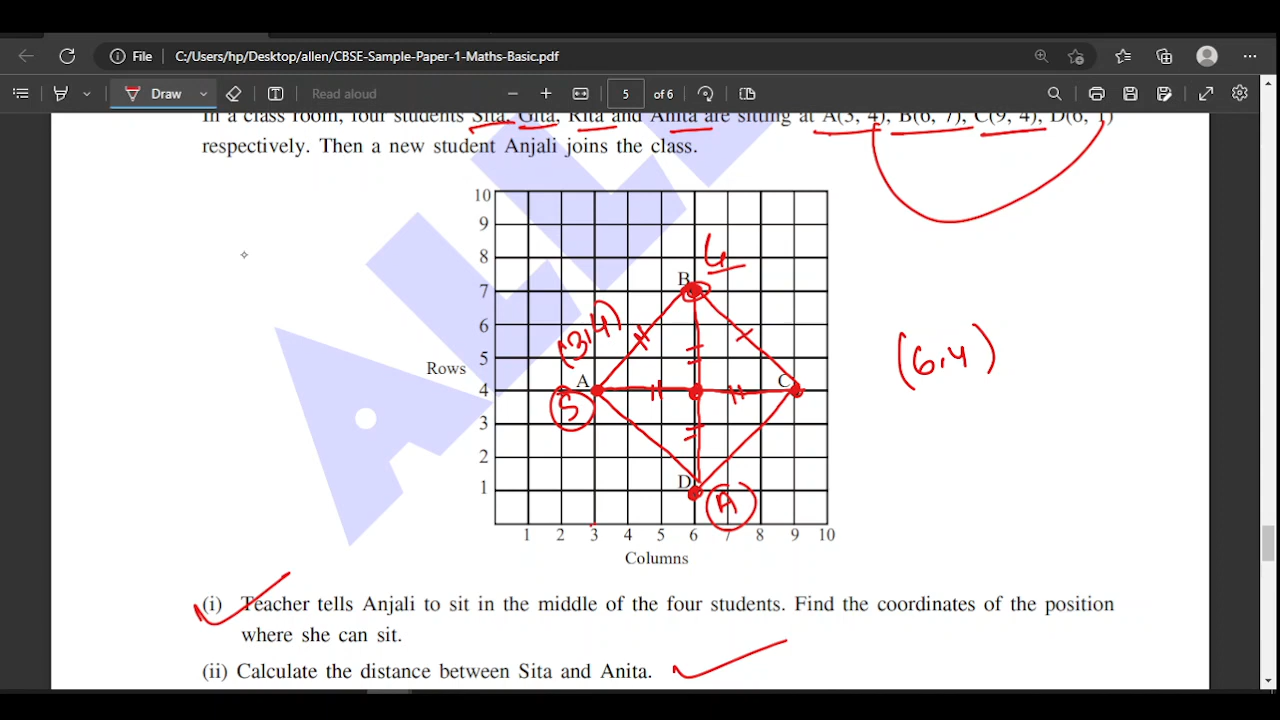 File C:/Users/hp/Desktop/allen/CBSE-Sample-Paper-1-Maths-Basic.pdf
Draw Read aloud 5 of 6
In a class room, four students Sita, Gita, Rita and Anita are sitting at A(3, 4), B(6, 7), C(9, 4), D(6, 1)
respectively. Then a new student Anjali joins the class.
ALLE
10
9
8
7
6
5
4
3
2
1
Rows
B
G
(3,4)
A
S
C
D
A
(6,4)
1 2 3 4 5 6 7 8 9 10
Columns
(i) Teacher tells Anjali to sit in the middle of the four students. Find the coordinates of the position
where she can sit.
(ii) Calculate the distance between Sita and Anita.